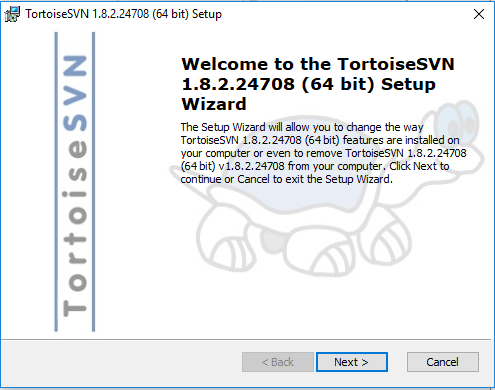 TortoiseSVN 1.8.2.24708 (64 bit) Setup
Welcome to the TortoiseSVN
1.8.2.24708 (64 bit) Setup
Wizard
The Setup Wizard will allow you to change the way
TortoiseSVN 1.8.2.24708 (64 bit) features are installed on
your computer or even to remove TortoiseSVN 1.8.2.24708
(64 bit) v1.8.2.24708 from your computer. Click Next to
continue or Cancel to exit the Setup Wizard.
TortoiseSVN
< Back
Next >
Cancel